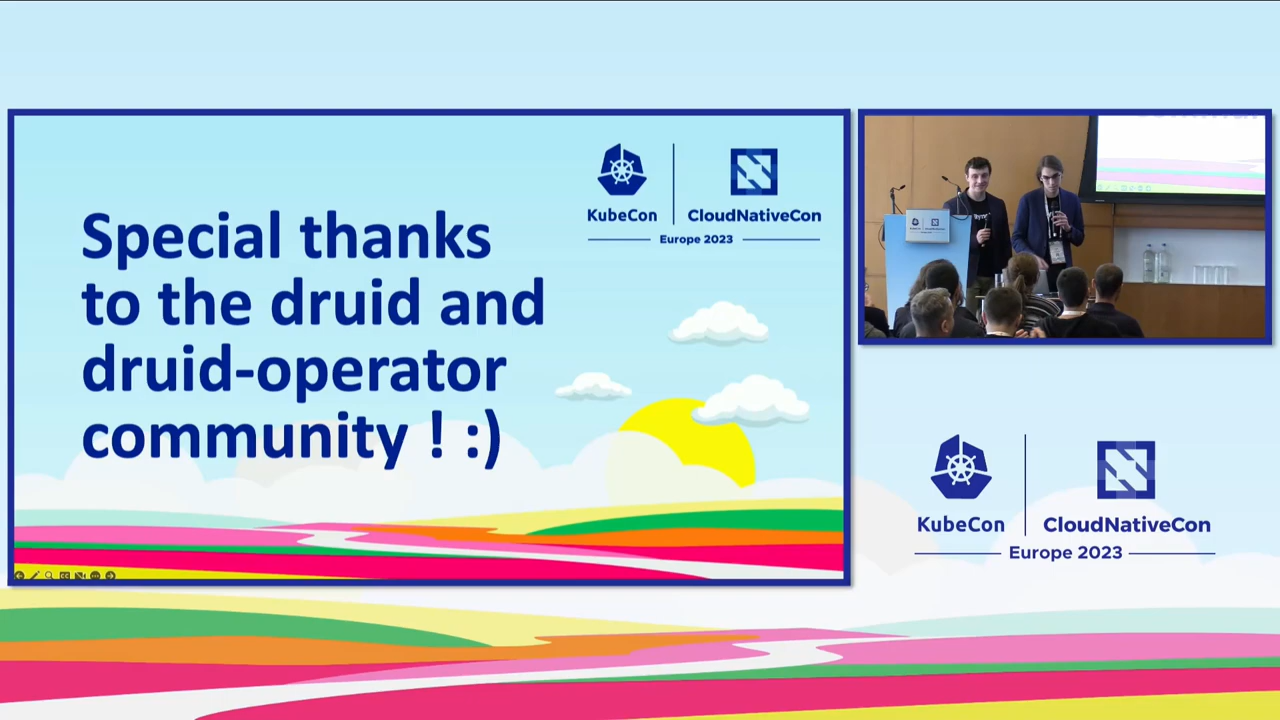 Special thanks
to the druid and
druid-operator
community ! :)
KubeCon
CloudNativeCon
Europe 2023
KubeCon
CloudNativeCon
Europe 2023